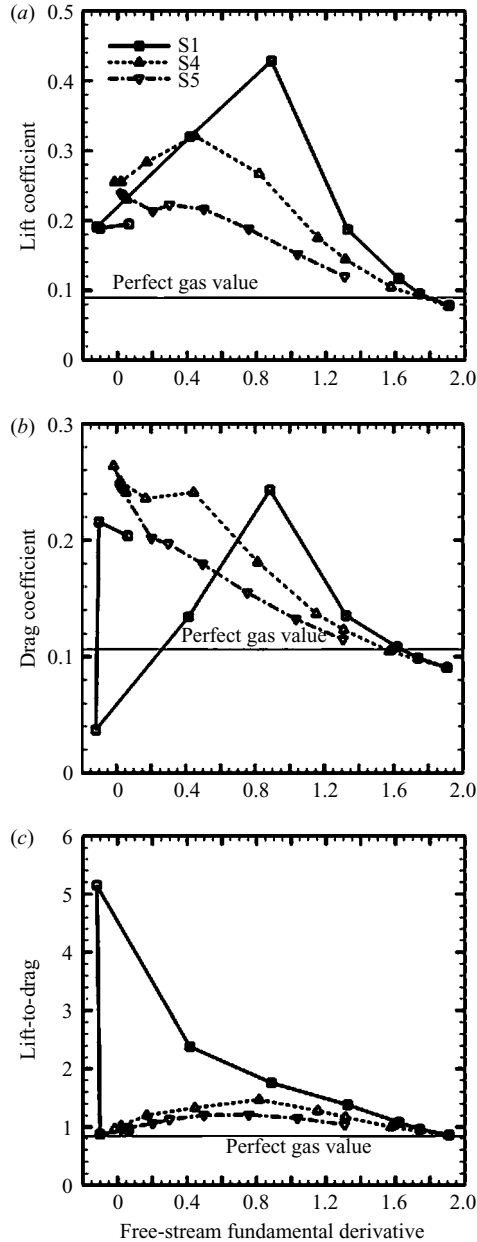 (a)
0.5
0.4
0.3
0.2
0.1
0
Lift coefficient
S1
S4
S5
Perfect gas value
0 0.4 0.8 1.2 1.6 2.0
(b)
0.3
0.2
0.1
0
Drag coefficient
Perfect gas value
0 0.4 0.8 1.2 1.6 2.0
(c)
6
5
4
3
2
1
0
Lift-to-drag
Perfect gas value
0 0.4 0.8 1.2 1.6 2.0
Free-stream fundamental derivative